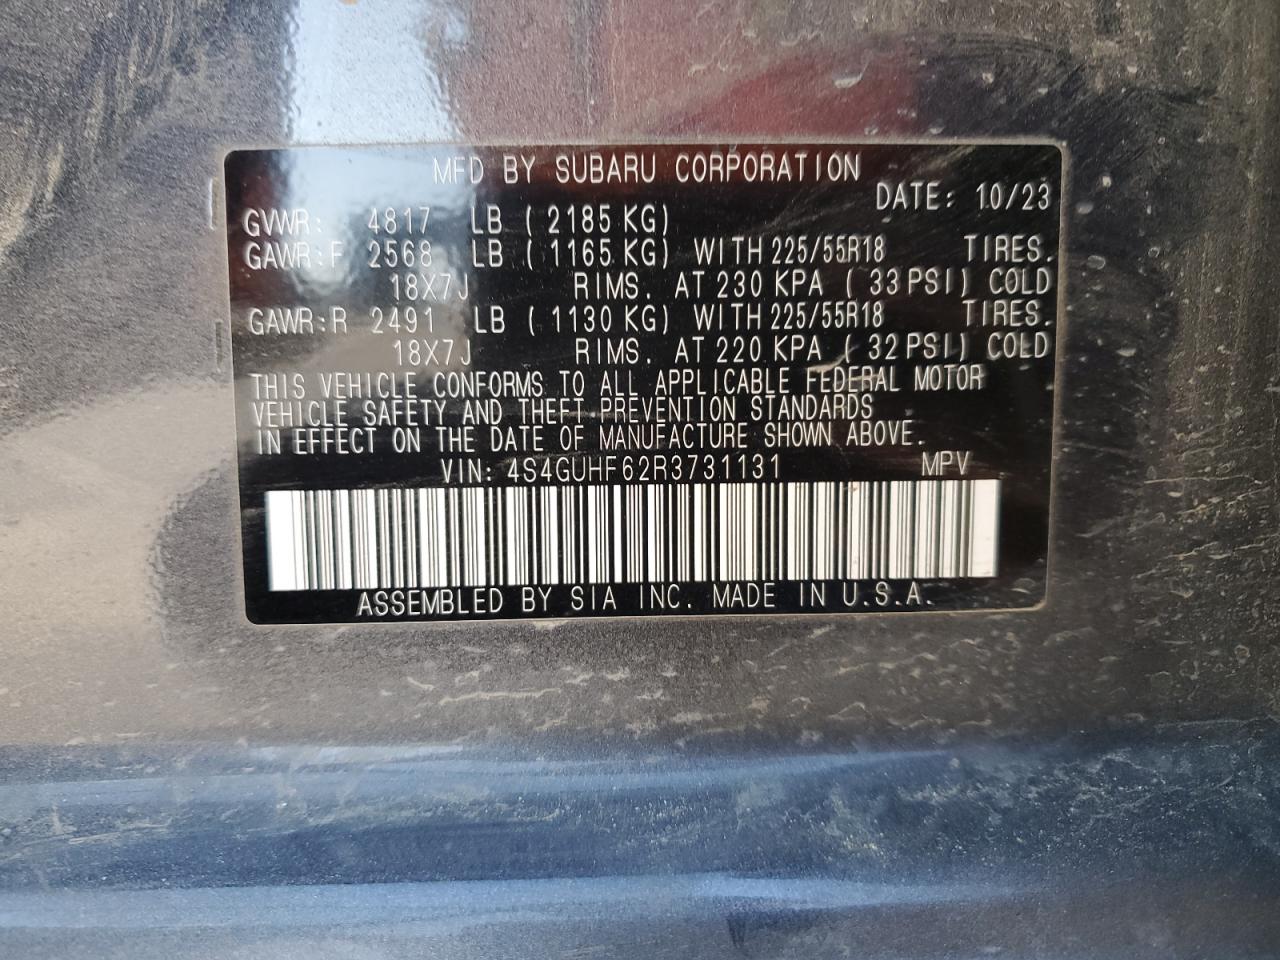 MFD BY SUBARU CORPORATION
DATE: 10/23
GVWR: 4817 LB ( 2185 KG)
GAWR:F 2568 LB ( 1165 KG) WITH 225/55R18 TIRES.
18X7J RIMS. AT 230 KPA ( 33 PSI) COLD
GAWR:R 2491 LB ( 1130 KG) WITH 225/55R18 TIRES.
18X7J RIMS. AT 220 KPA ( 32 PSI) COLD
THIS VEHICLE CONFORMS TO ALL APPLICABLE FEDERAL MOTOR
VEHICLE SAFETY AND THEFT PREVENTION STANDARDS
IN EFFECT ON THE DATE OF MANUFACTURE SHOWN ABOVE.
VIN: 4S4GUHF62R3731131 MPV
ASSEMBLED BY SIA INC. MADE IN U.S.A.